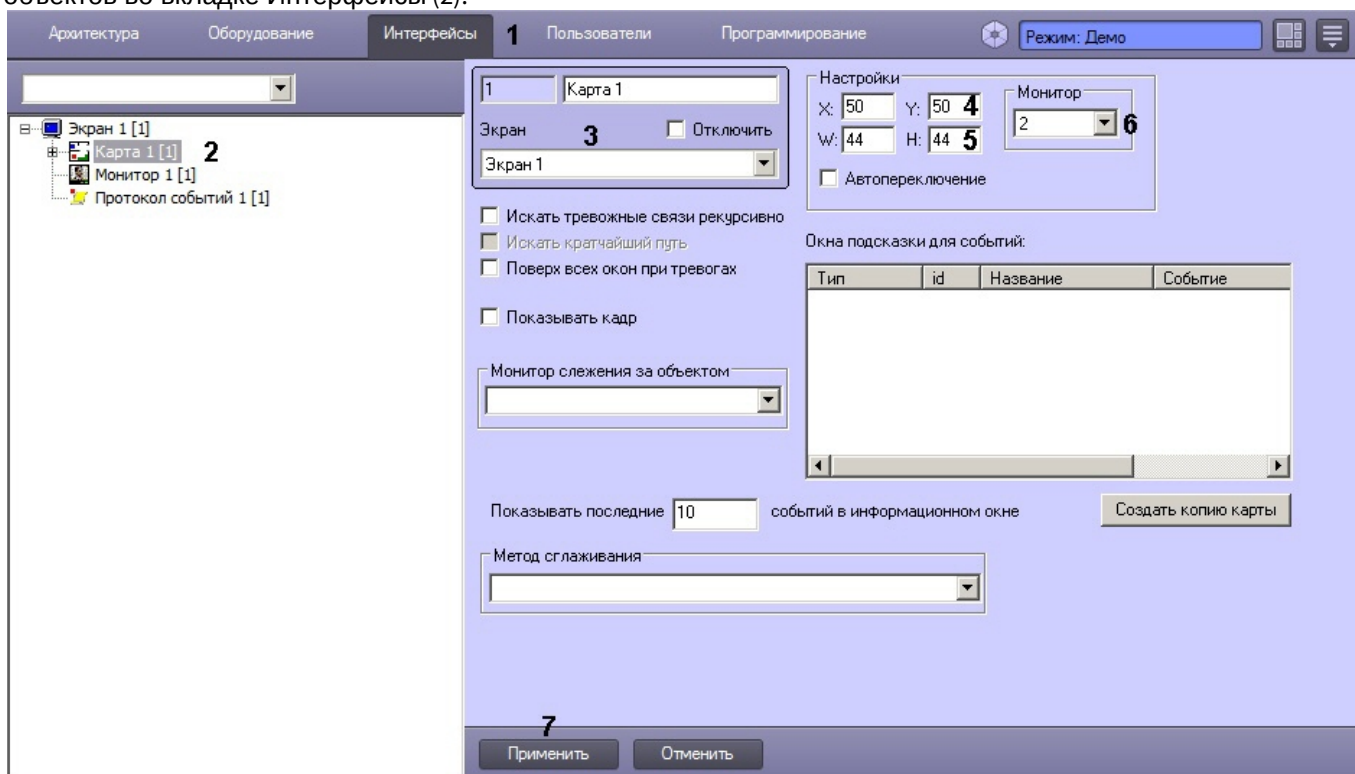 объектов во вкладке Интерфейсы (2).
Архитектура Оборудование Интерфейсы 1 Пользователи Программирование Режим: Демо
Экран 1 [1]
Карта 1 [1] 2
Монитор 1 [1]
Протокол событий 1 [1]
1 Карта 1
Экран 3 Отключить
Экран 1
Настройки
X: 50 Y: 50 4
W: 44 H: 44 5
Монитор
2 6
Автопереключение
Искать тревожные связи рекурсивно
Искать кратчайший путь
Поверх всех окон при тревогах
Показывать кадр
Монитор слежения за объектом
Окна подсказки для событий:
Тип id Название Событие
Показывать последние 10 событий в информационном окне Создать копию карты
Метод сглаживания
7
Применить Отменить